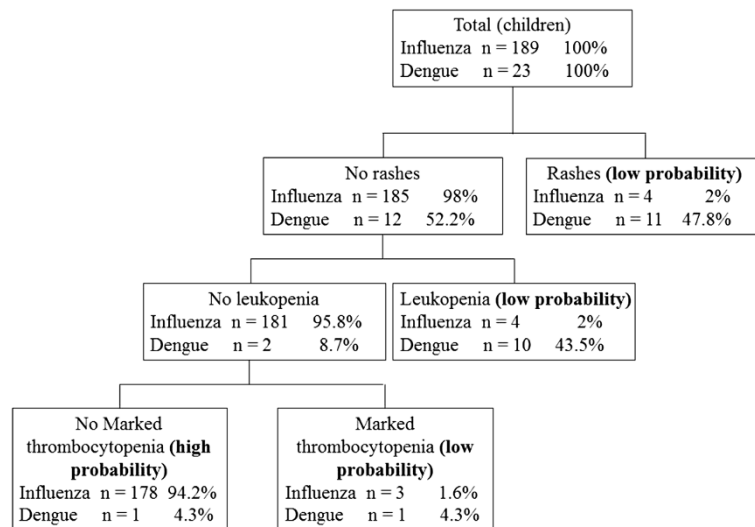 Total (children)
Influenza n = 189 100%
Dengue n = 23 100%
No rashes
Influenza n = 185 98%
Dengue n = 12 52.2%
Rashes (low probability)
Influenza n = 4 2%
Dengue n = 11 47.8%
No leukopenia
Influenza n = 181 95.8%
Dengue n = 2 8.7%
Leukopenia (low probability)
Influenza n = 4 2%
Dengue n = 10 43.5%
No Marked
thrombocytopenia (high
probability)
Influenza n = 178 94.2%
Dengue n = 1 4.3%
Marked
thrombocytopenia (low
probability)
Influenza n = 3 1.6%
Dengue n = 1 4.3%